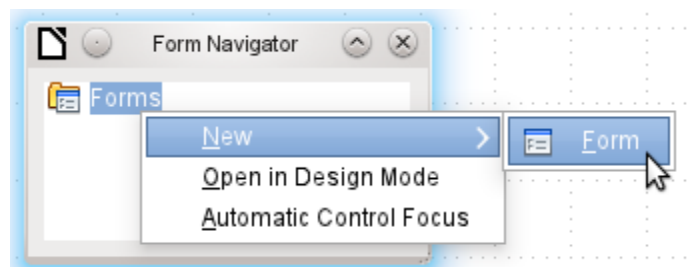 Form Navigator
Forms
New
Form
Open in Design Mode
Automatic Control Focus